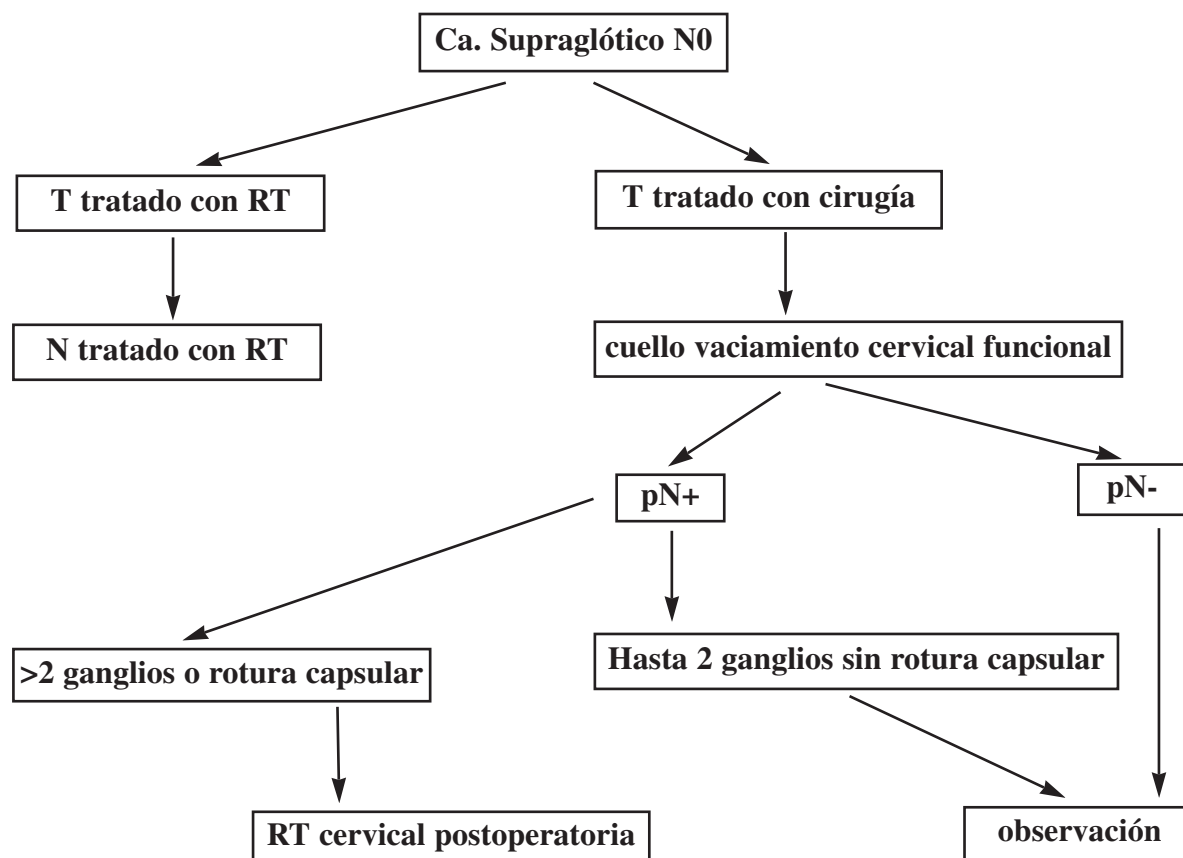 Ca. Supraglótico N0
T tratado con RT
T tratado con cirugía
N tratado con RT
cuello vaciamiento cervical funcional
pN+
pN-
>2 ganglios o rotura capsular
Hasta 2 ganglios sin rotura capsular
RT cervical postoperatoria
observación